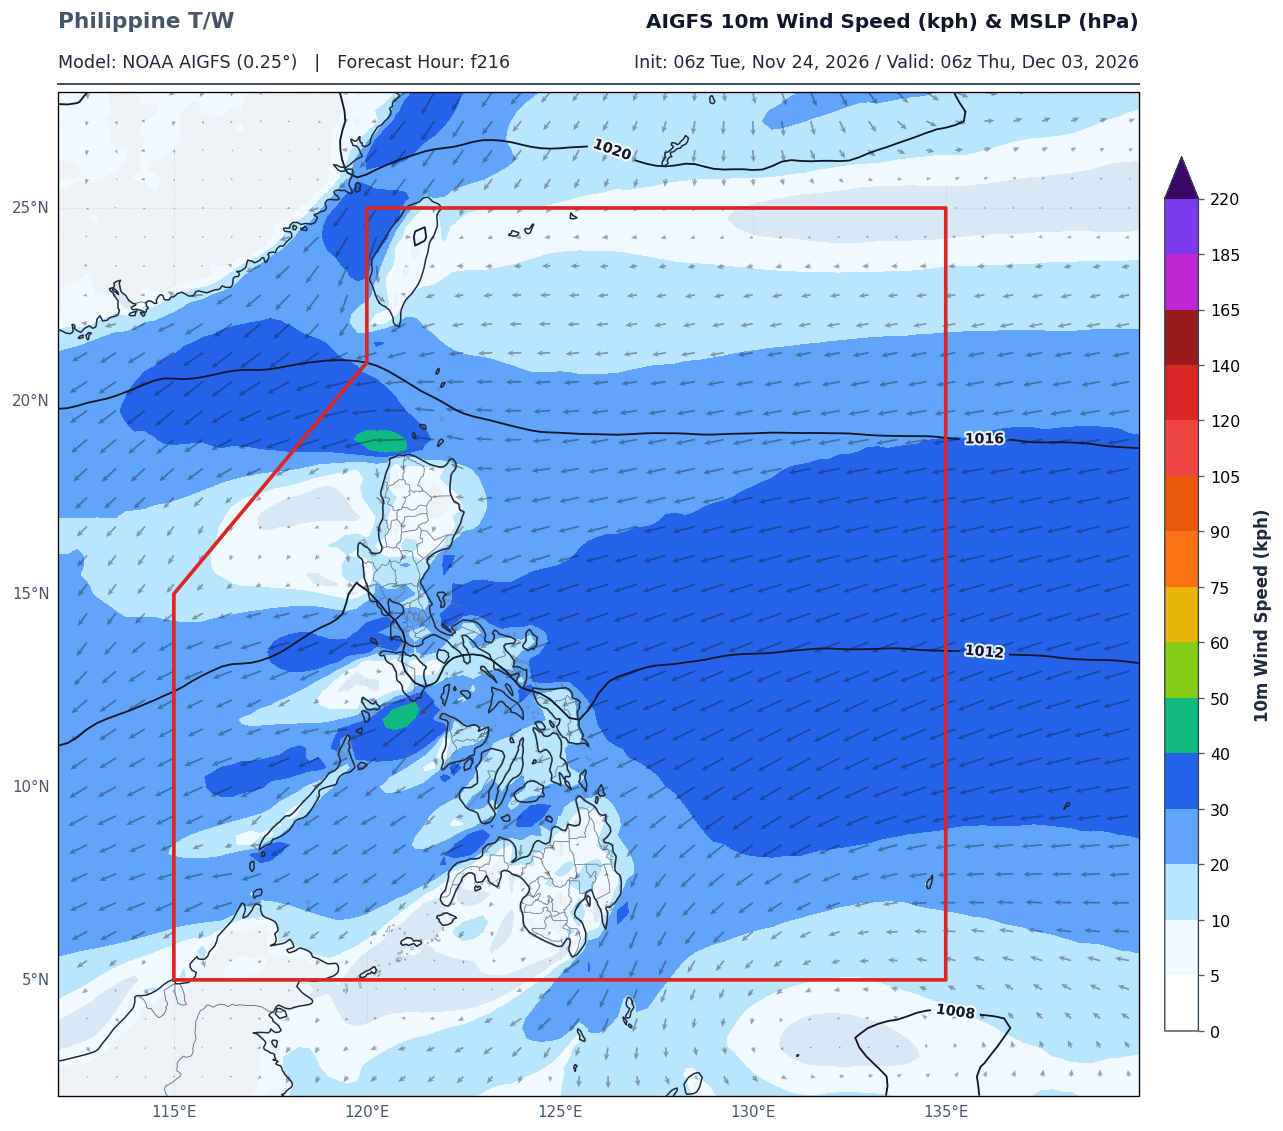 Philippine T/W
AIGFS 10m Wind Speed (kph) & MSLP (hPa)
Model: NOAA AIGFS (0.25°) | Forecast Hour: f216
Init: 06z Tue, Nov 24, 2026 / Valid: 06z Thu, Dec 03, 2026
1020
25°N
20°N
1016
15°N
1012
10°N
5°N
1008
115°E
120°E
125°E
130°E
135°E
220
185
165
140
120
105
90
75
60
50
40
30
20
10
5
0
10m Wind Speed (kph)